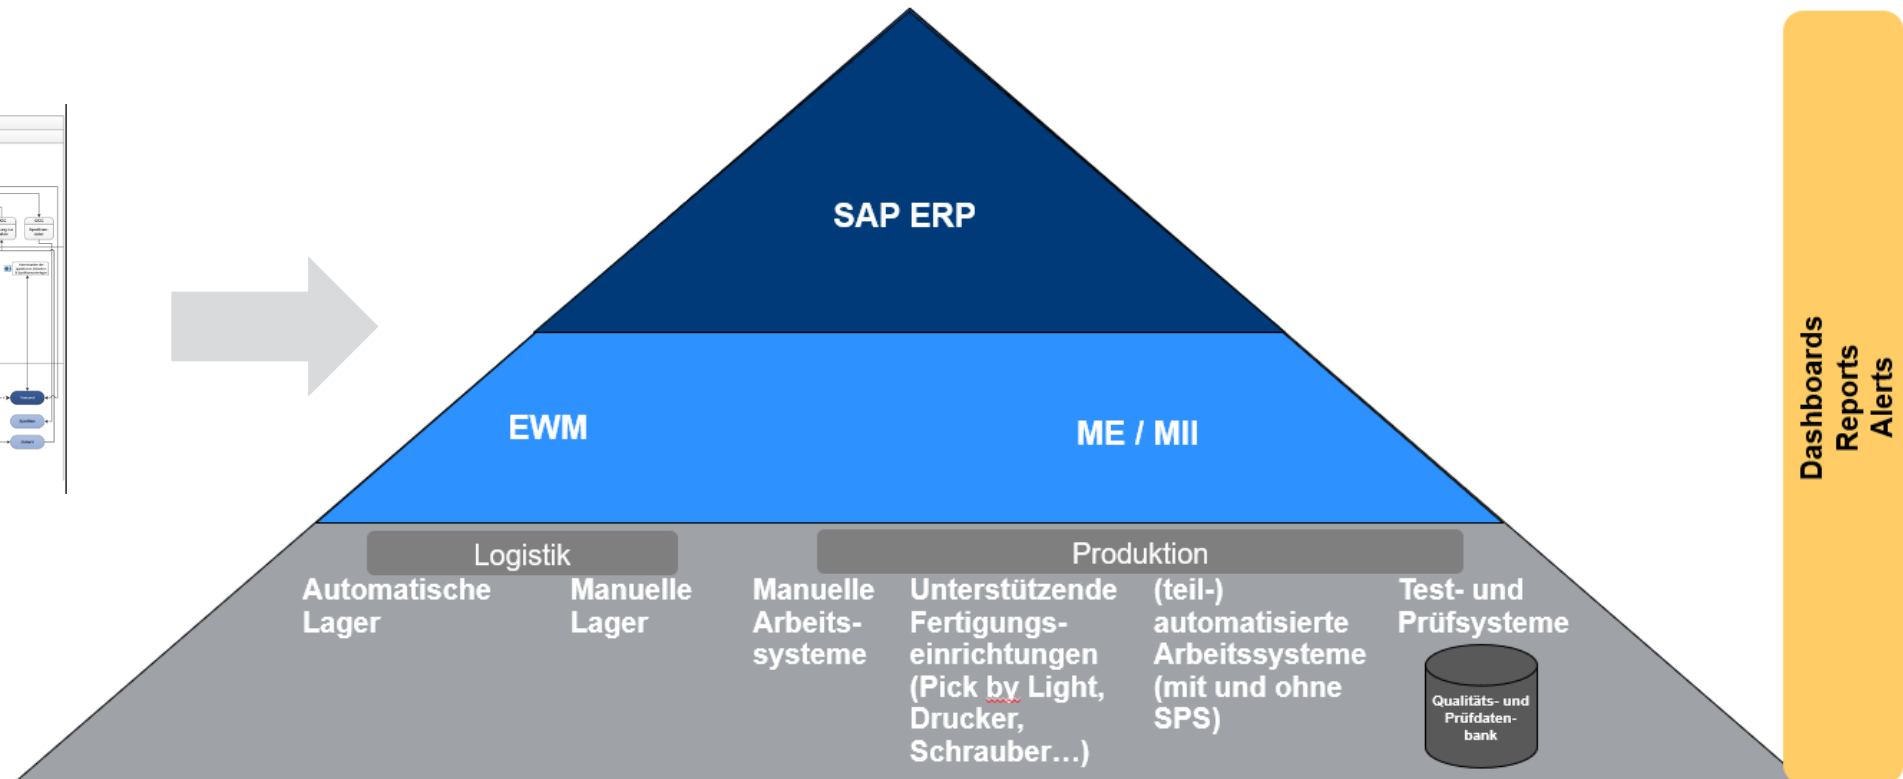 SAP ERP
EWM
ME / MII
Logistik
Produktion
Automatische
Lager
Manuelle
Lager
Manuelle
Arbeits-
systeme
Unterstützende
Fertigungs-
einrichtungen
(Pick by Light,
Drucker,
Schrauber…)
(teil-)
automatisierte
Arbeitssysteme
(mit und ohne
SPS)
Test- und
Prüfsysteme
Qualitäts- und
Prüfdaten-
bank
Dashboards
Reports
Alerts